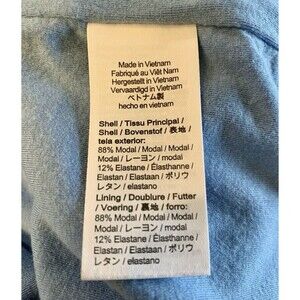 Made in Vietnam
Fabriqué au Viêt Nam
Hergestellt in Vietnam
Vervaardigd in Vietnam
ベトナム製
hecho en vietnam
Shell / Tissu Principal /
Shell / Bovenstof / 表地 /
tela exterior:
88% Modal / Modal / Modal /
Modal / レーヨン / modal
12% Elastane / Élasthanne /
Elastan / Elastaan / ポリウ
レタン / elastano
Lining / Doublure / Futter
/ Voering / 裏地 / forro:
88% Modal / Modal / Modal /
Modal / レーヨン / modal
12% Elastane / Élasthanne /
Elastan / Elastaan / ポリウ
レタン / elastano